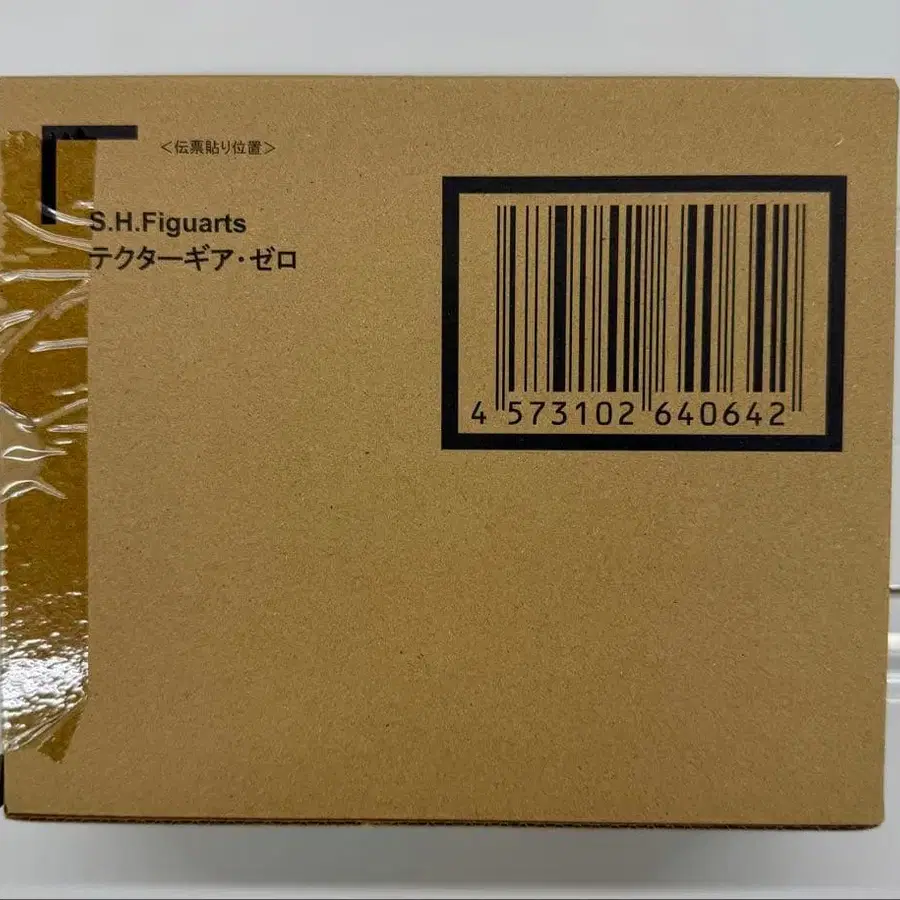 <伝票貼り位置>
S.H.Figuarts
テクターギア・ゼロ
4 573102 640642